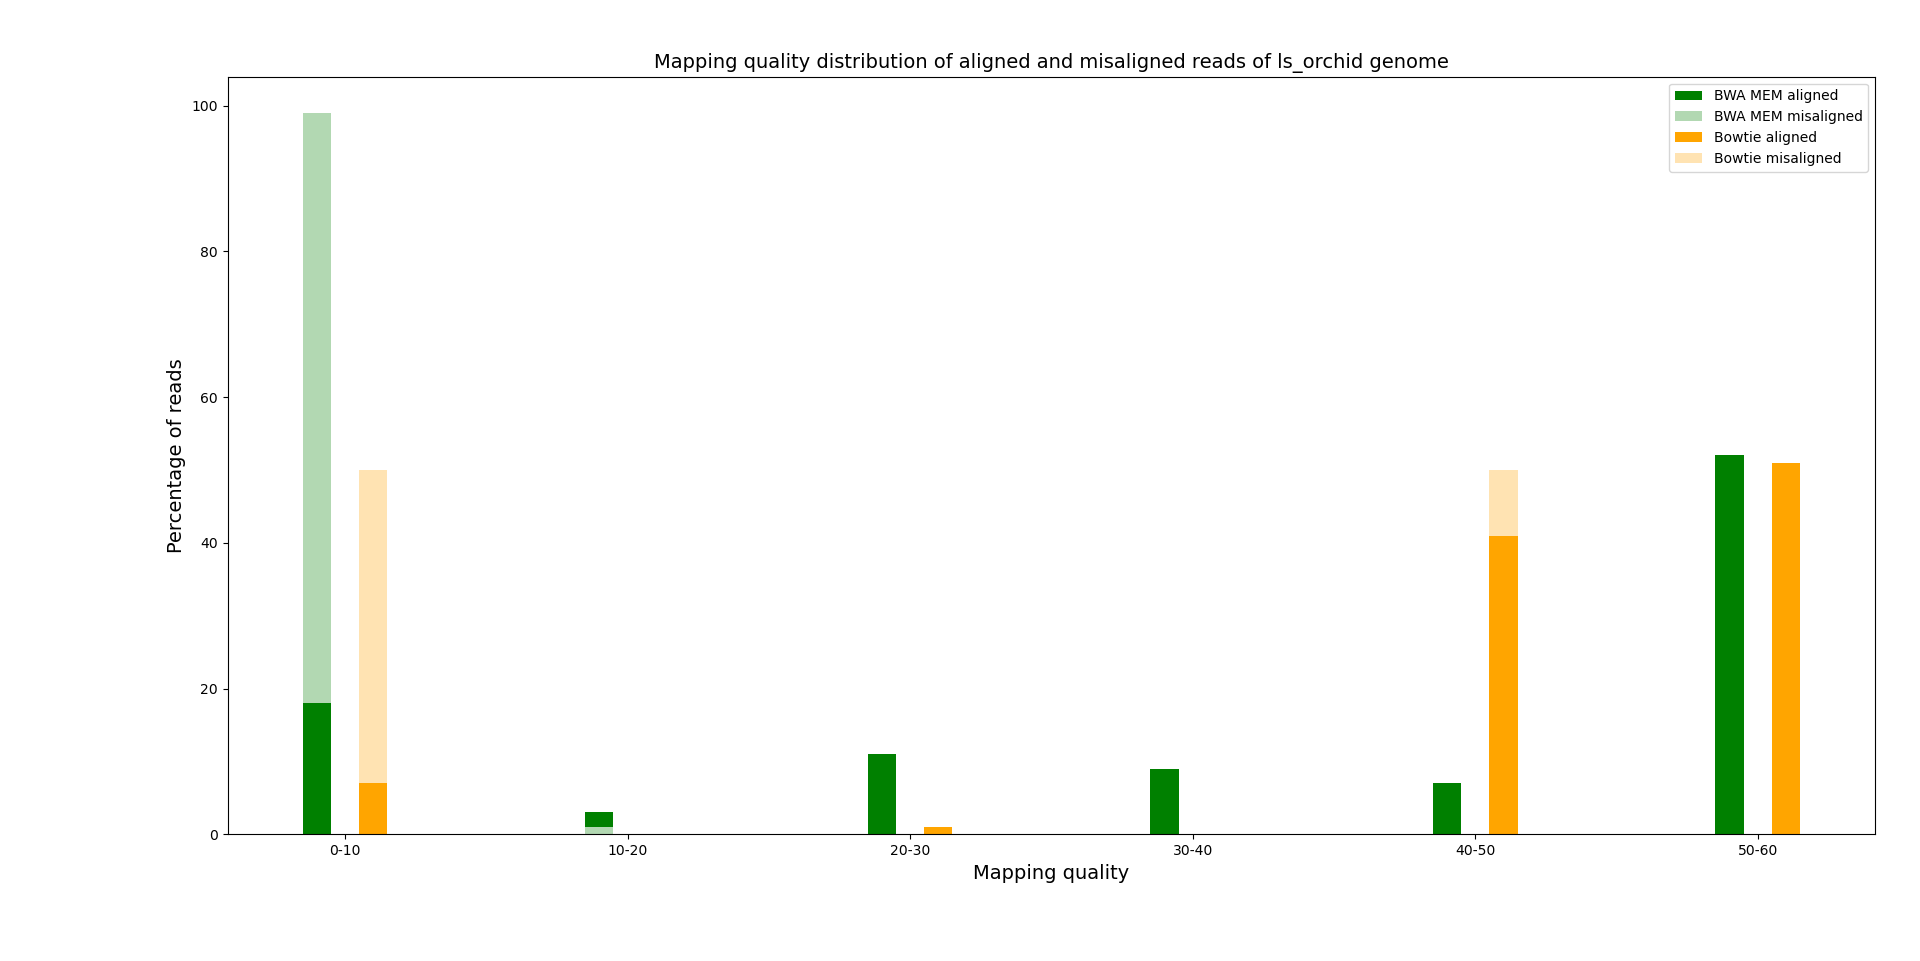 Mapping quality distribution of aligned and misaligned reads of ls_orchid genome
BWA MEM aligned
BWA MEM misaligned
Bowtie aligned
Bowtie misaligned
Percentage of reads
100
80
60
40
20
0
0-10
10-20
20-30
30-40
40-50
50-60
Mapping quality